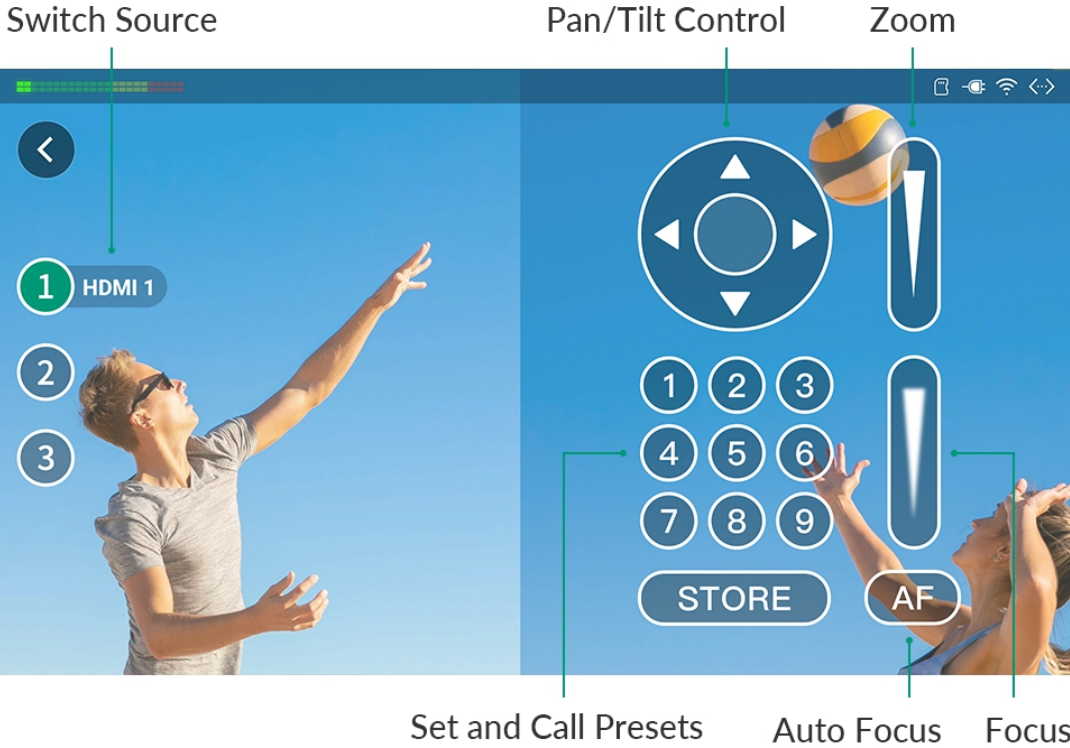 Switch Source
Pan/Tilt Control
Zoom
1 HDMI 1
2
3
1 2 3
4 5 6
7 8 9
STORE
AF
Set and Call Presets
Auto Focus
Focus